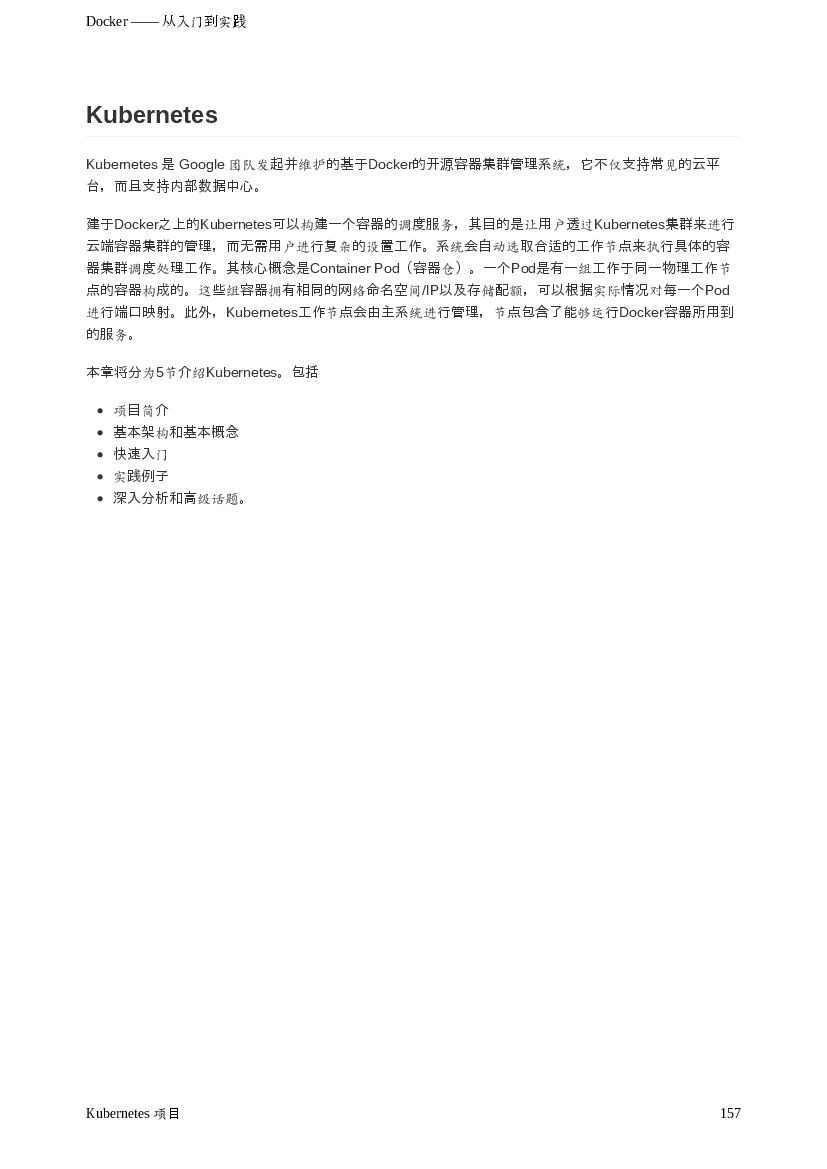 Docker —— 从入门到实践
Kubernetes
Kubernetes 是 Google 团队发起并维护的基于Docker的开源容器集群管理系统，它不仅支持常见的云平
台，而且支持内部数据中心。
建于Docker之上的Kubernetes可以构建一个容器的调度服务，其目的是让用户透过Kubernetes集群来进行
云端容器集群的管理，而无需用户进行复杂的设置工作。系统会自动选取合适的工作节点来执行具体的容
器集群调度处理工作。其核心概念是Container Pod（容器仓）。一个Pod是有一组工作于同一物理工作节
点的容器构成的。这些组容器拥有相同的网络命名空间/IP以及存储配额，可以根据实际情况对每一个Pod
进行端口映射。此外，Kubernetes工作节点会由主系统进行管理，节点包含了能够运行Docker容器所用到
的服务。
本章将分为5节介绍Kubernetes。包括
• 项目简介
• 基本架构和基本概念
• 快速入门
• 实践例子
• 深入分析和高级话题。
Kubernetes 项目
157